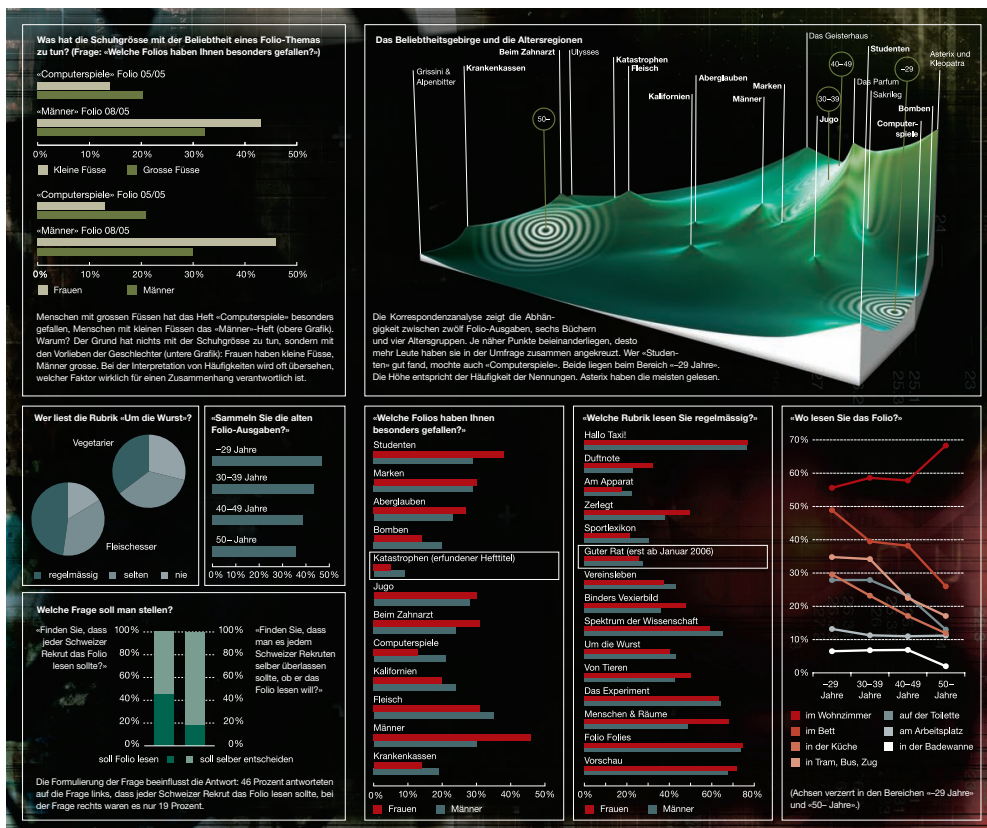 Was hat die Schuhgrösse mit der Beliebtheit eines Folio-Themas
zu tun? (Frage: «Welche Folios haben Ihnen besonders gefallen?»)
«Computerspiele» Folio 05/05
«Männer» Folio 08/05
0% 10% 20% 30% 40% 50%
Kleine Füsse Grosse Füsse
«Computerspiele» Folio 05/05
«Männer» Folio 08/05
0% 10% 20% 30% 40% 50%
Frauen Männer
Menschen mit grossen Füssen hat das Heft «Computerspiele» besonders
gefallen, Menschen mit kleinen Füssen das «Männer»-Heft (obere Grafik).
Warum? Der Grund hat nichts mit der Schuhgrösse zu tun, sondern mit
den Vorlieben der Geschlechter (untere Grafik): Frauen haben kleine Füsse,
Männer grosse. Bei der Interpretation von Häufigkeiten wird oft übersehen,
welcher Faktor wirklich für einen Zusammenhang verantwortlich ist.
Das Beliebtheitsgebirge und die Altersregionen
Grissini &
Alpenbitter
Krankenkassen
50–
Beim Zahnarzt
Ulysses
Katastrophen
Fleisch
Kalifornien
Aberglauben
Männer
Marken
Das Geisterhaus
30–39
Jugo
40–49
Das Parfum
Studenten
Sakrileg
–29
Computer-
spiele
Bomben
Asterix und
Kleopatra
Die Korrespondenzanalyse zeigt die Abhän-
gigkeit zwischen zwölf Folio-Ausgaben, sechs Büchern
und vier Altersgruppen. Je näher Punkte beieinanderliegen, desto
mehr Leute haben sie in der Umfrage zusammen angekreuzt. Wer «Studen-
ten» gut fand, mochte auch «Computerspiele». Beide liegen beim Bereich «–29 Jahre».
Die Höhe entspricht der Häufigkeit der Nennungen. Asterix haben die meisten gelesen.
Wer liest die Rubrik «Um die Wurst»?
Vegetarier
Fleischesser
regelmässig selten nie
«Sammeln Sie die alten
Folio-Ausgaben?»
–29 Jahre
30–39 Jahre
40–49 Jahre
50– Jahre
0% 10% 20% 30% 40% 50%
Welche Frage soll man stellen?
«Finden Sie, dass
jeder Schweizer
Rekrut das Folio
lesen sollte?»
100%
80%
60%
40%
20%
0%
100%
80%
60%
40%
20%
0%
«Finden Sie, dass
man es jedem
Schweizer Rekruten
selber überlassen
sollte, ob er das
Folio lesen will?»
soll Folio lesen soll selber entscheiden
Die Formulierung der Frage beeinflusst die Antwort: 46 Prozent antworteten
auf die Frage links, dass jeder Schweizer Rekrut das Folio lesen sollte, bei
der Frage rechts waren es nur 19 Prozent.
«Welche Folios haben Ihnen
besonders gefallen?»
Studenten
Marken
Aberglauben
Bomben
Katastrophen (erfundener Hefttitel)
Jugo
Beim Zahnarzt
Computerspiele
Kalifornien
Fleisch
Männer
Krankenkassen
0% 10% 20% 30% 40% 50%
Frauen Männer
«Welche Rubrik lesen Sie regelmässig?»
Hallo Taxi!
Duftnote
Am Apparat
Zerlegt
Sportlexikon
Guter Rat (erst ab Januar 2006)
Vereinsleben
Binders Vexierbild
Spektrum der Wissenschaft
Um die Wurst
Von Tieren
Das Experiment
Menschen & Räume
Folio Folies
Vorschau
0% 20% 40% 60% 80%
Frauen Männer
«Wo lesen Sie das Folio?»
70%
60%
50%
40%
30%
20%
10%
0%
–29 30–39 40–49 50–
Jahre Jahre Jahre Jahre
im Wohnzimmer
im Bett
in der Küche
in Tram, Bus, Zug
auf der Toilette
am Arbeitsplatz
in der Badewanne
(Achsen verzerrt in den Bereichen «–29 Jahre»
und «50– Jahre».)